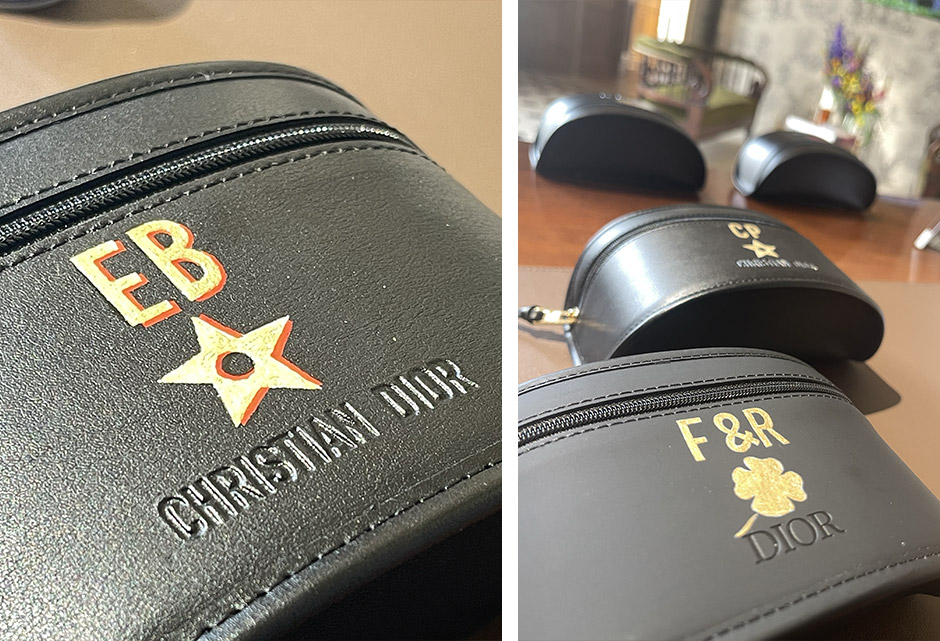 EB
CHRISTIAN DIOR
CP
CHRISTIAN DIOR
F &R
DIOR